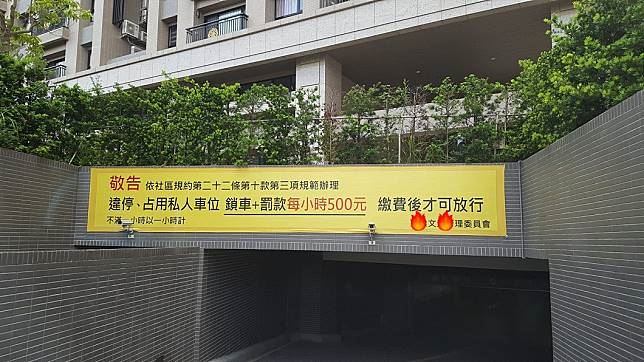 敬告 依社區規約第二十二條第十款第三項規範辦理
違停、占用私人車位 鎖車+罰款每小時500元 繳費後才可放行
不滿一小時以一小時計
文 理委員會